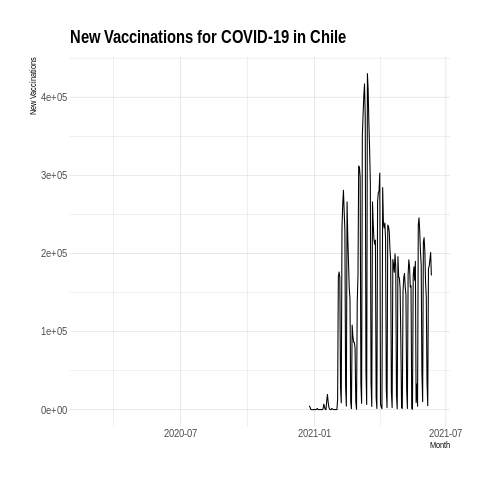 New Vaccinations for COVID-19 in Chile
New Vaccinations
4e+05
3e+05
2e+05
1e+05
0e+00
2020-07
2021-01
2021-07
Month